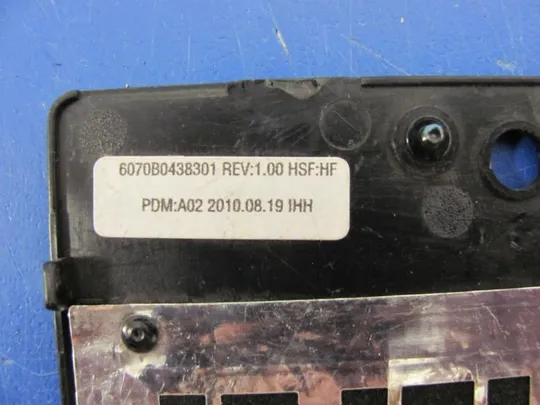 6070B0438301 REV:1.00 HSF:HF
PDM:A02 2010.08.19 IHH